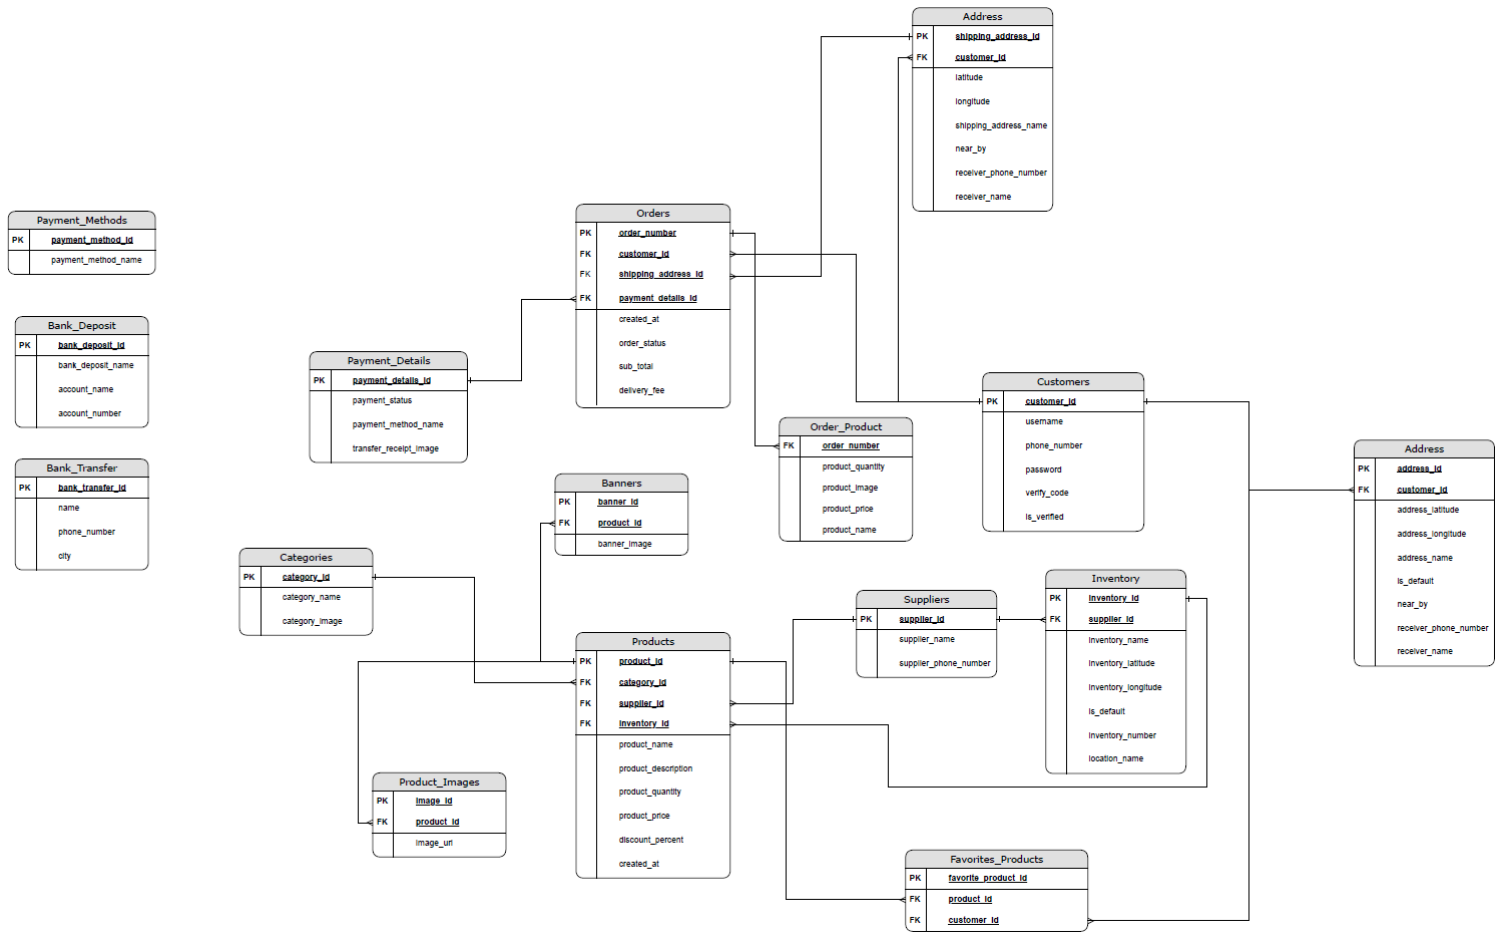 Address
PK shipping_address_id
FK customer_id
latitude
longitude
shipping_address_name
near_by
receiver_phone_number
receiver_name
Payment_Methods
PK payment_method_id
payment_method_name
Orders
PK order_number
FK customer_id
FK shipping_address_id
FK payment_details_id
created_at
order_status
sub_total
delivery_fee
Bank_Deposit
PK bank_deposit_id
bank_deposit_name
account_name
account_number
Payment_Details
PK payment_details_id
payment_status
payment_method_name
transfer_receipt_image
Customers
PK customer_id
username
phone_number
password
verify_code
is_verified
Order_Product
FK order_number
product_quantity
product_image
product_price
product_name
Address
PK address_id
FK customer_id
address_latitude
address_longitude
address_name
is_default
near_by
receiver_phone_number
receiver_name
Bank_Transfer
PK bank_transfer_id
name
phone_number
city
Banners
PK banner_id
FK product_id
banner_image
Categories
PK category_id
category_name
category_image
Suppliers
PK supplier_id
supplier_name
supplier_phone_number
Inventory
PK inventory_id
FK supplier_id
inventory_name
inventory_latitude
inventory_longitude
is_default
inventory_number
location_name
Products
PK product_id
FK category_id
FK supplier_id
FK inventory_id
product_name
product_description
product_quantity
product_price
discount_percent
created_at
Product_Images
PK image_id
FK product_id
image_url
Favorites_Products
PK favorite_product_id
FK product_id
FK customer_id